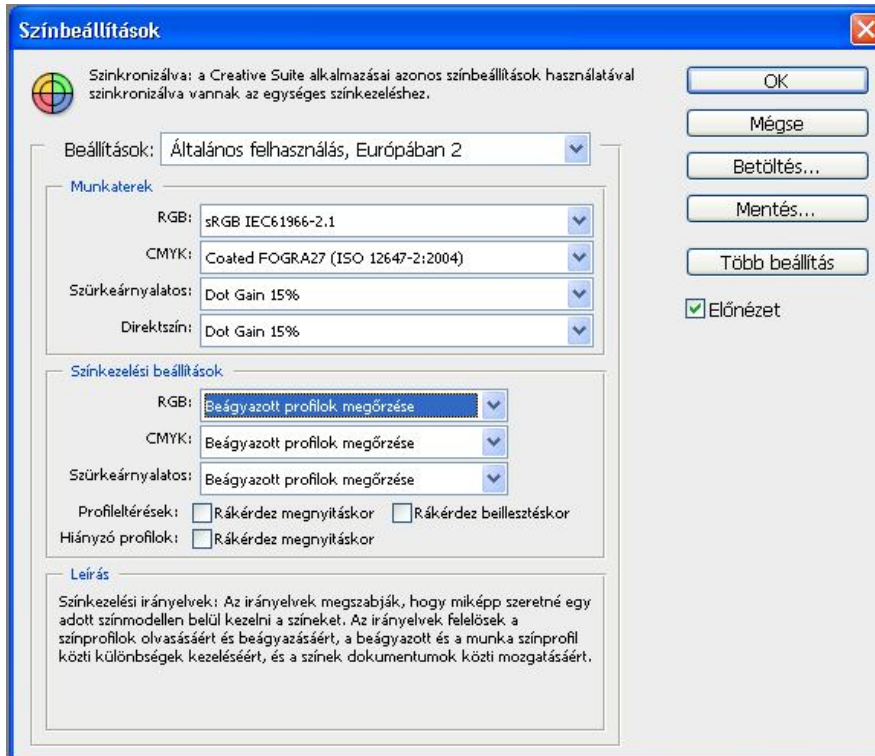 Színbeállítások
Szinkronizálva: a Creative Suite alkalmazásai azonos színbeállítások használatával
szinkronizálva vannak az egységes színkezeléshez.
Beállítások: Általános felhasználás, Európában 2
Munkaterek
RGB: sRGB IEC61966-2.1
CMYK: Coated FOGRA27 (ISO 12647-2:2004)
Szürkeárnyalatos: Dot Gain 15%
Direktszín: Dot Gain 15%
Színkezelési beállítások
RGB: Beágyazott profilok megőrzése
CMYK: Beágyazott profilok megőrzése
Szürkeárnyalatos: Beágyazott profilok megőrzése
Profileltérések: Rákérdez megnyitáskor Rákérdez beillesztéskor
Hiányzó profilok: Rákérdez megnyitáskor
Leírás
Színkezelési irányelvek: Az irányelvek megszabják, hogy miképp szeretné egy
adott színmodellen belül kezelni a színeket. Az irányelvek felelősek a
színprofilok olvasásáért és beágyazásáért, a beágyazott és a munka színprofil
közti különbségek kezeléséért, és a színek dokumentumok közti mozgatásáért.
OK
Mégse
Betöltés...
Mentés...
Több beállítás
Előnézet